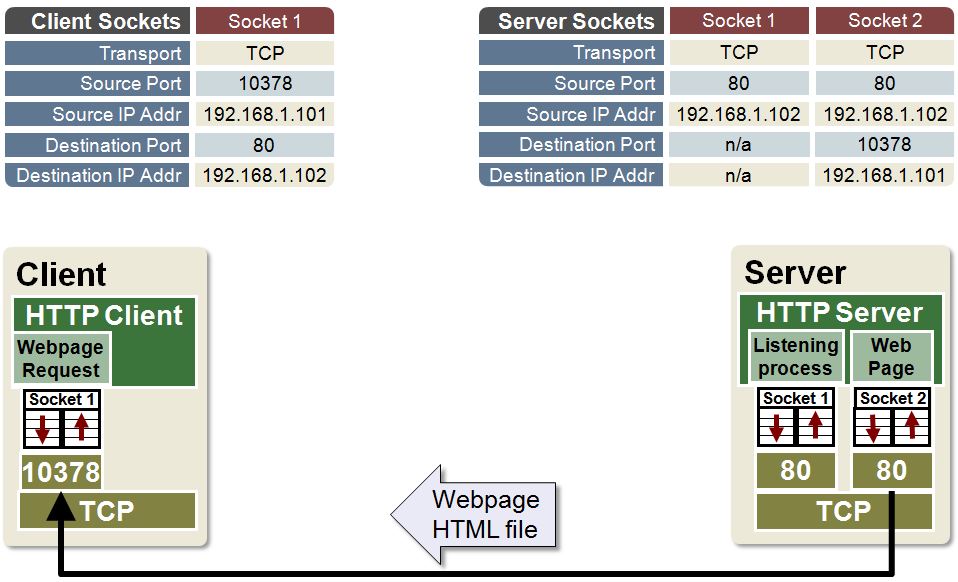 Client Sockets Socket 1
Transport TCP
Source Port 10378
Source IP Addr 192.168.1.101
Destination Port 80
Destination IP Addr 192.168.1.102
Server Sockets Socket 1 Socket 2
Transport TCP TCP
Source Port 80 80
Source IP Addr 192.168.1.102 192.168.1.102
Destination Port n/a 10378
Destination IP Addr n/a 192.168.1.101
Client
HTTP Client
Webpage
Request
Socket 1
10378
TCP
Webpage
HTML file
Server
HTTP Server
Listening
process
Web
Page
Socket 1
Socket 2
80
80
TCP